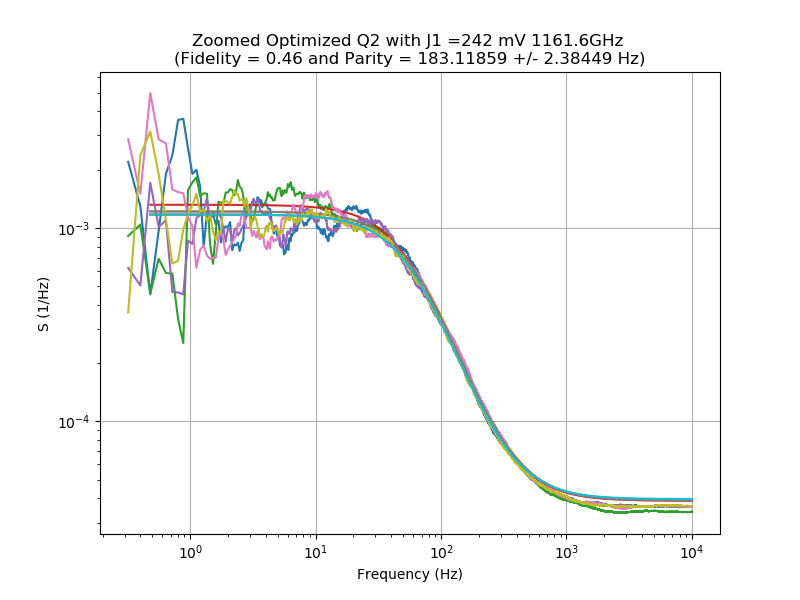 Zoomed Optimized Q2 with J1 =242 mV 1161.6GHz
(Fidelity = 0.46 and Parity = 183.11859 +/- 2.38449 Hz)
S (1/Hz)
10⁻³
10⁻⁴
10⁰ 10¹ 10² 10³ 10⁴
Frequency (Hz)